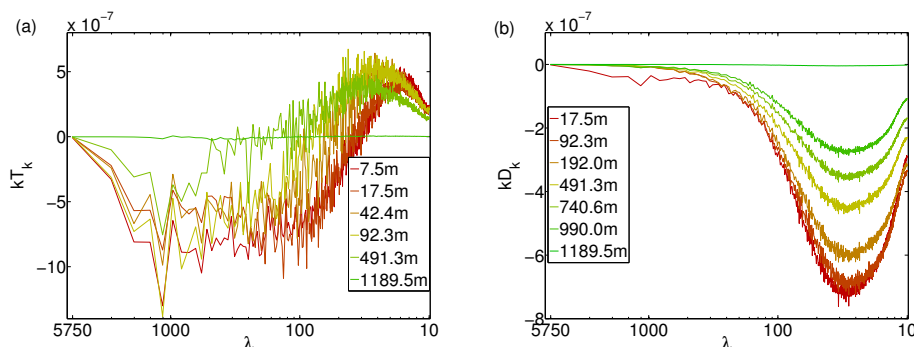 (a)
x 10⁻⁷
5
0
−5
−10
kT_k
7.5m
17.5m
42.4m
92.3m
491.3m
1189.5m
5750
1000
100
10
λ
(b)
x 10⁻⁷
0
−2
−4
−6
−8
kD_k
17.5m
92.3m
192.0m
491.3m
740.6m
990.0m
1189.5m
5750
1000
100
10
λ